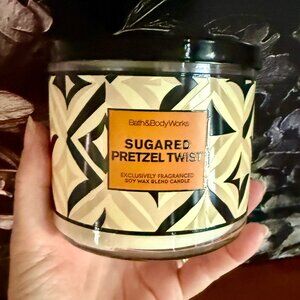 Bath&BodyWorks
SUGARED
PRETZEL TWIST
EXCLUSIVELY FRAGRANCED
SOY WAX BLEND CANDLE